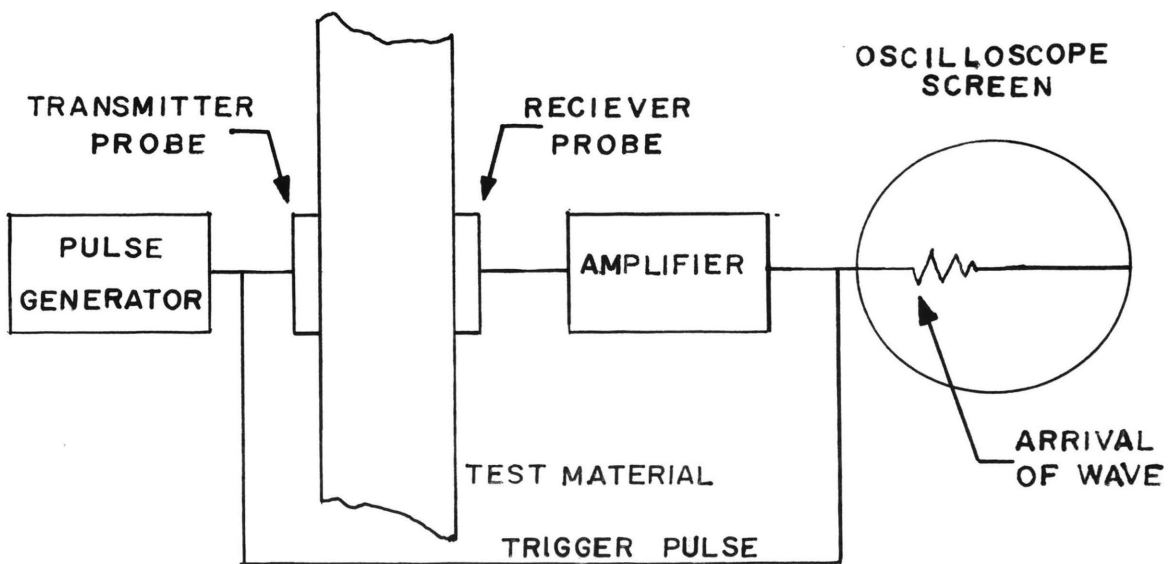 OSCILLOSCOPE
SCREEN
TRANSMITTER
PROBE
RECIEVER
PROBE
PULSE
GENERATOR
AMPLIFIER
ARRIVAL
OF WAVE
TEST MATERIAL
TRIGGER PULSE